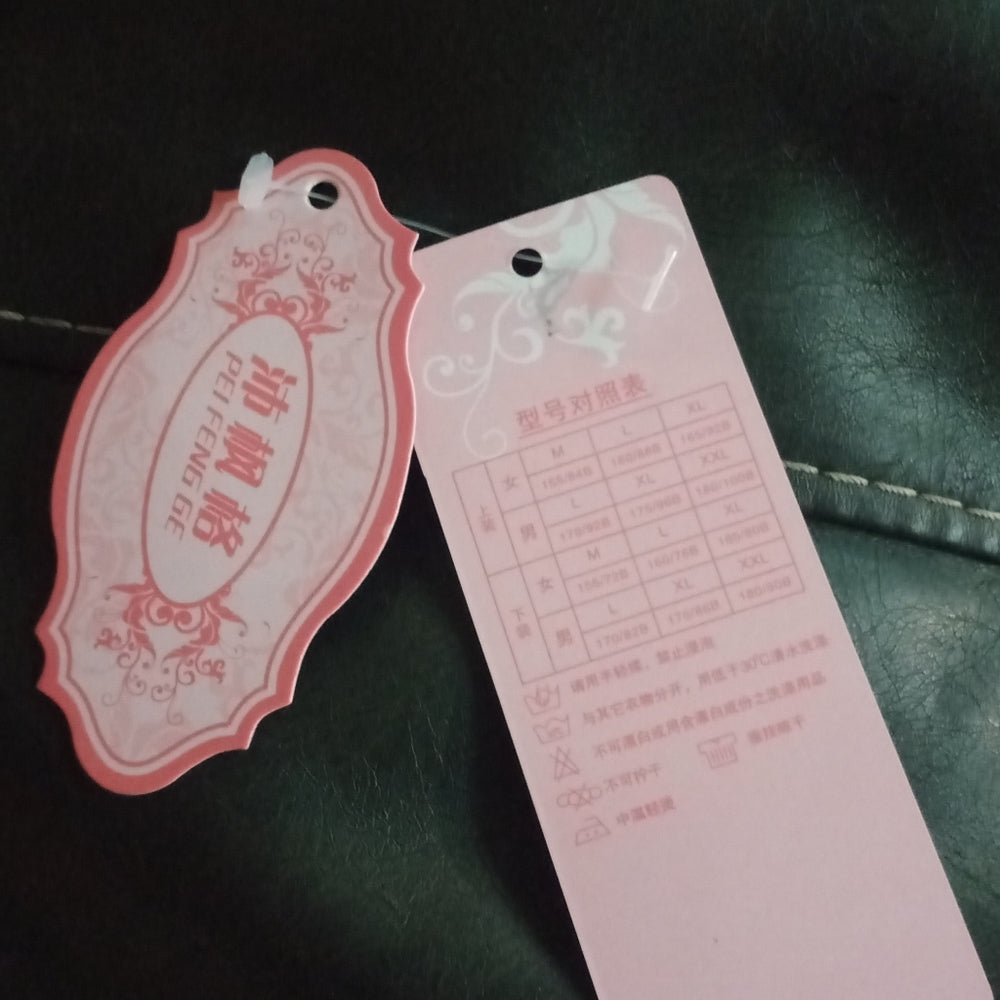 沛枫格
PEI FENG GE
型号对照表
上装 女 M L XL
155/84B 160/88B 165/92B
男 L XL XXL
170/92B 175/96B 180/100B
下装 女 M L XL
155/72B 160/76B 165/80B
男 L XL XXL
170/82B 170/86B 180/90B
请用手轻揉，禁止浸泡
与其它衣物分开，用低于30℃清水洗涤
不可漂白或用含漂白成份之洗涤用品
不可拧干 悬挂晾干
中温轻烫